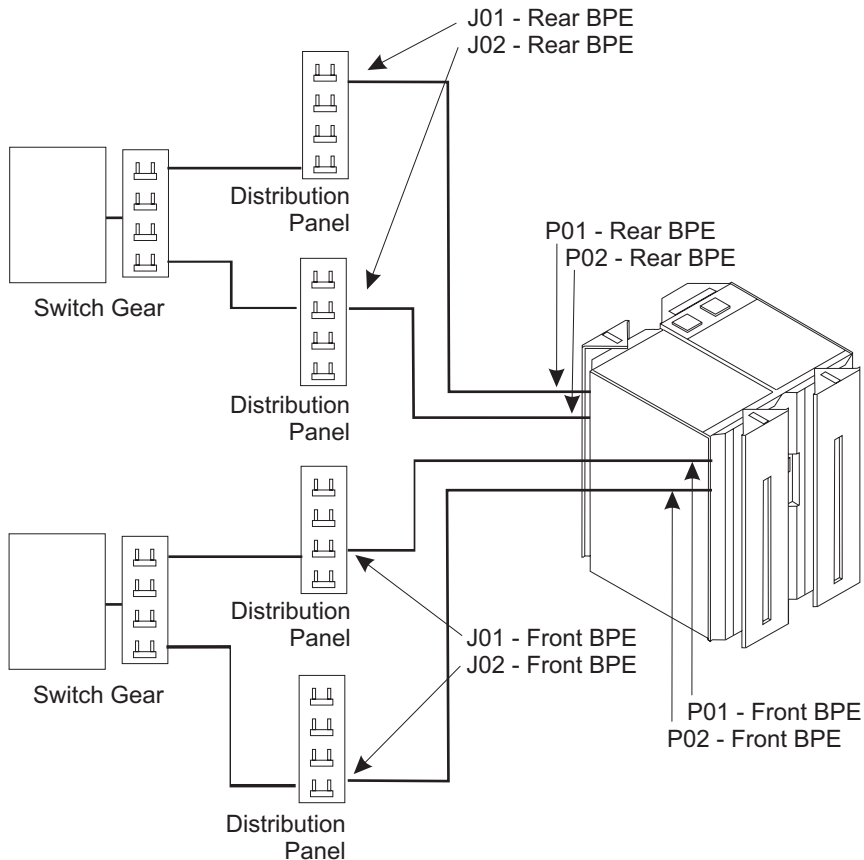 J01 - Rear BPE
J02 - Rear BPE
Distribution
Panel
P01 - Rear BPE
P02 - Rear BPE
Switch Gear
Distribution
Panel
Distribution
Panel
J01 - Front BPE
J02 - Front BPE
Switch Gear
P01 - Front BPE
P02 - Front BPE
Distribution
Panel